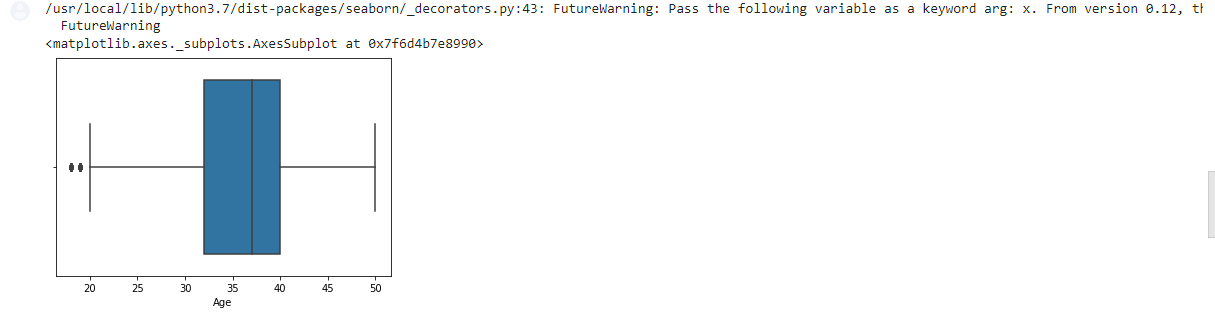 /usr/local/lib/python3.7/dist-packages/seaborn/_decorators.py:43: FutureWarning: Pass the following variable as a keyword arg: x. From version 0.12, th
FutureWarning
<matplotlib.axes._subplots.AxesSubplot at 0x7f6d4b7e8990>
20 25 30 35 40 45 50
Age